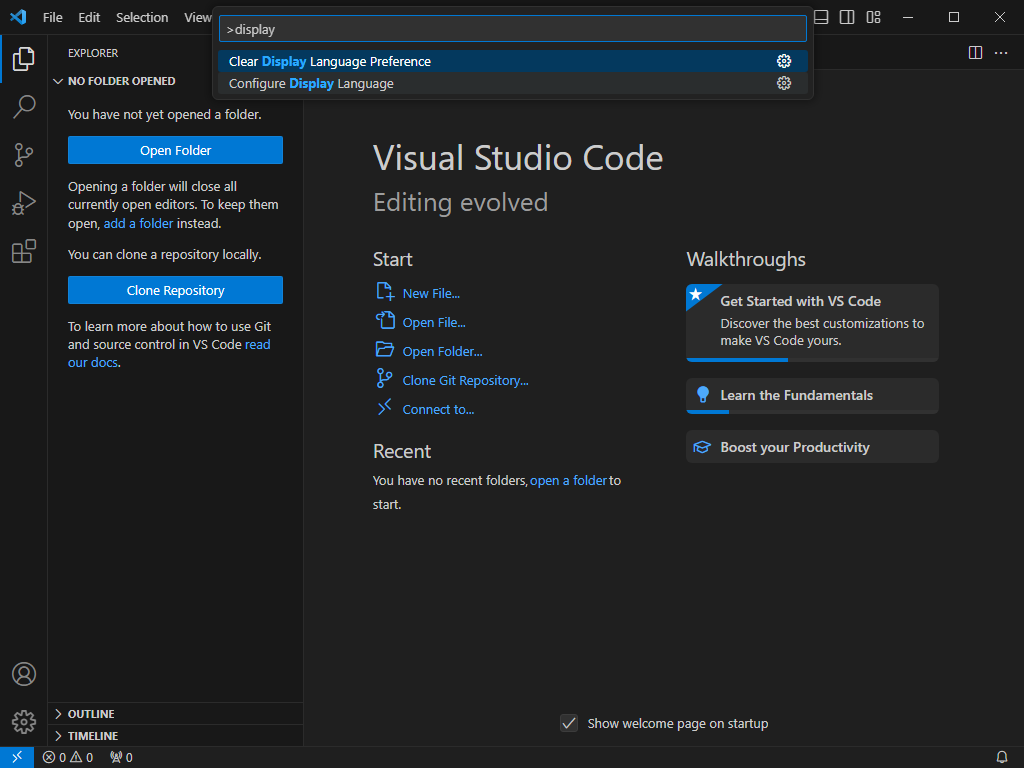 File Edit Selection View
>display
Clear Display Language Preference
Configure Display Language
EXPLORER
NO FOLDER OPENED
You have not yet opened a folder.
Open Folder
Opening a folder will close all
currently open editors. To keep them
open, add a folder instead.
You can clone a repository locally.
Clone Repository
To learn more about how to use Git
and source control in VS Code read
our docs.
OUTLINE
TIMELINE
Visual Studio Code
Editing evolved
Start
New File...
Open File...
Open Folder...
Clone Git Repository...
Connect to...
Recent
You have no recent folders, open a folder to
start.
Walkthroughs
Get Started with VS Code
Discover the best customizations to
make VS Code yours.
Learn the Fundamentals
Boost your Productivity
Show welcome page on startup
0 0 0